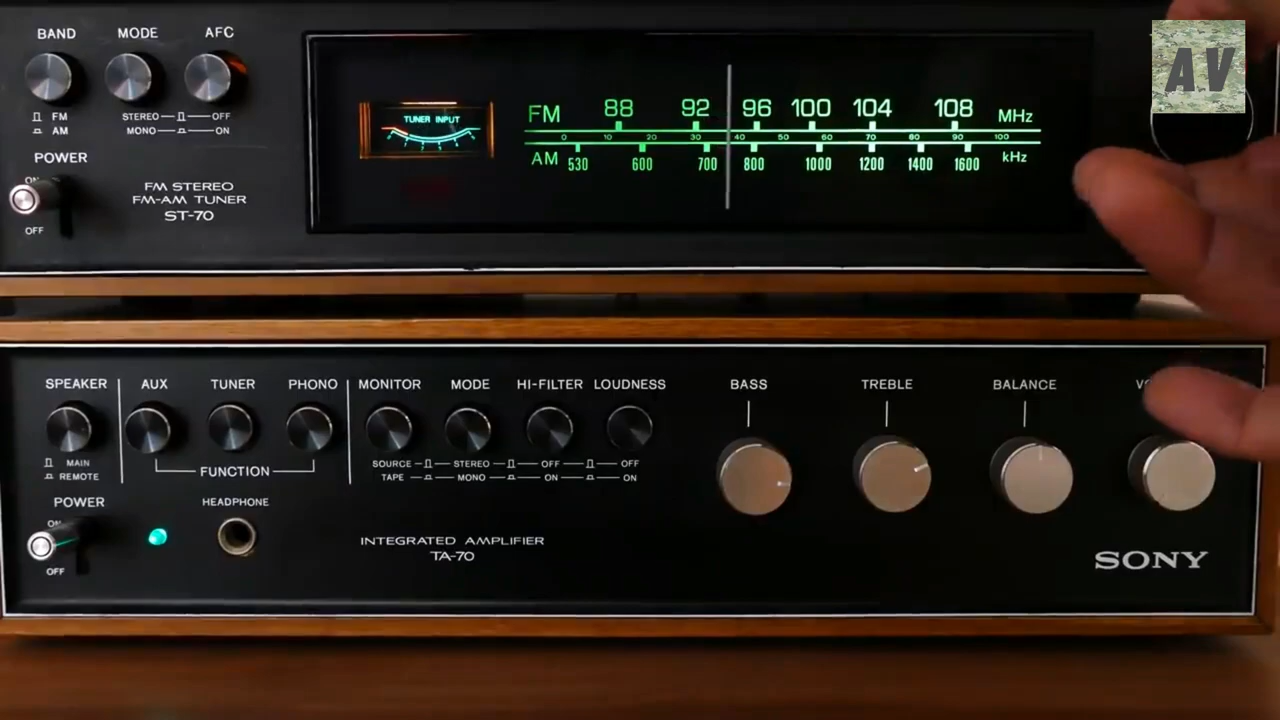 BAND MODE AFC
FM STEREO OFF
AM MONO ON
POWER
ON
OFF
FM STEREO
FM-AM TUNER
ST-70
TUNER INPUT
FM 88 92 96 100 104 108 MHz
0 10 20 30 40 50 60 70 80 90 100
AM 530 600 700 800 1000 1200 1400 1600 kHz
A.V
SPEAKER AUX TUNER PHONO MONITOR MODE HI-FILTER LOUDNESS BASS TREBLE BALANCE
MAIN
REMOTE
FUNCTION
SOURCE STEREO OFF OFF
TAPE MONO ON ON
POWER
ON
OFF
HEADPHONE
INTEGRATED AMPLIFIER
TA-70
SONY